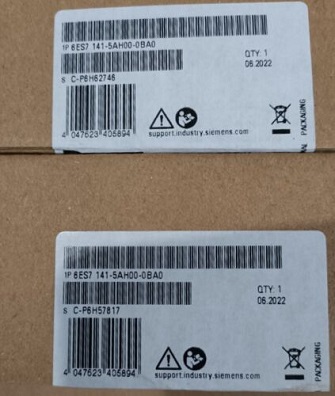 1P 6ES7 141-5AH00-0BA0
QTY: 1
06.2022
S C-P6H62746
4 047623 405894
support.industry.siemens.com
PACKAGING
1P 6ES7 141-5AH00-0BA0
QTY: 1
06.2022
S C-P6H57817
4 047623 405894
support.industry.siemens.com
PACKAGING